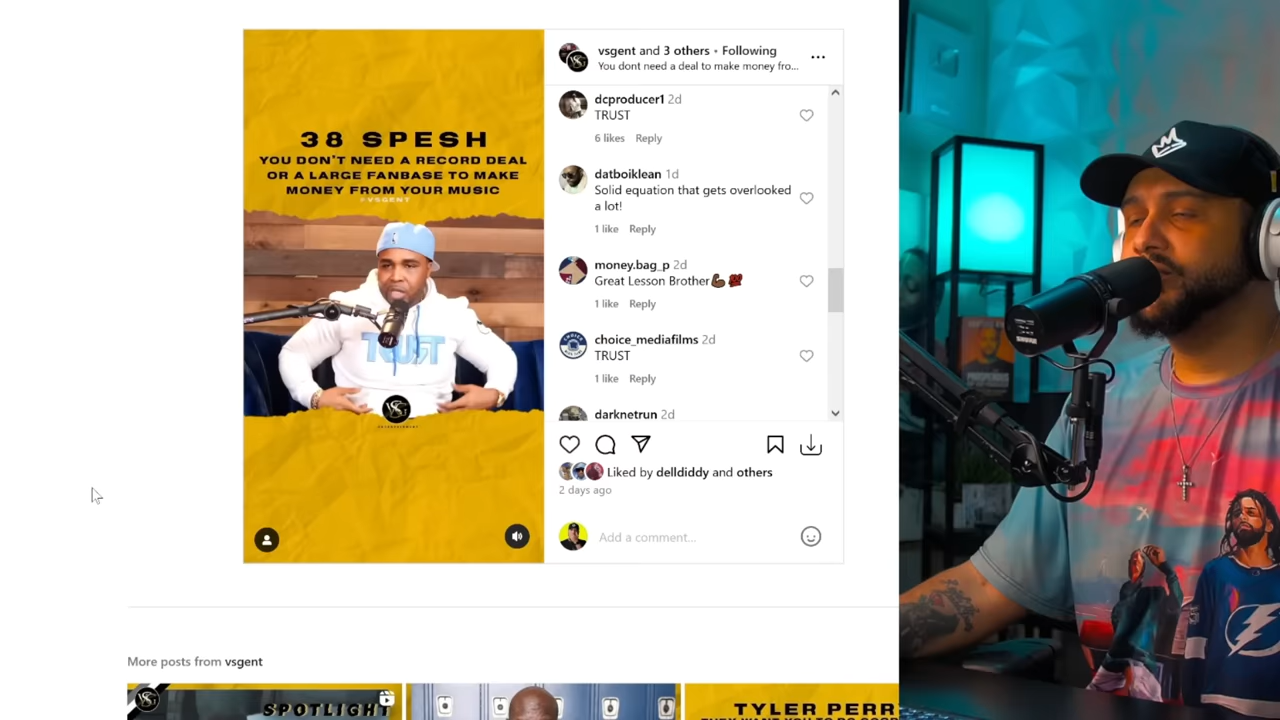 38 SPESH
YOU DON'T NEED A RECORD DEAL
OR A LARGE FANBASE TO MAKE
MONEY FROM YOUR MUSIC
@VSGENT
TRUST
VSGT
ENTERTAINMENT
vsgent and 3 others • Following
You dont need a deal to make money fro...
dcproducer1 2d
TRUST
6 likes Reply
datboiklean 1d
Solid equation that gets overlooked
a lot!
1 like Reply
money.bag_p 2d
Great Lesson Brother💪🏾 💯
1 like Reply
choice_mediafilms 2d
TRUST
1 like Reply
darknetrun 2d
Liked by delldiddy and others
2 days ago
Add a comment...
More posts from vsgent
SPOTLIGHT
TYLER PERR